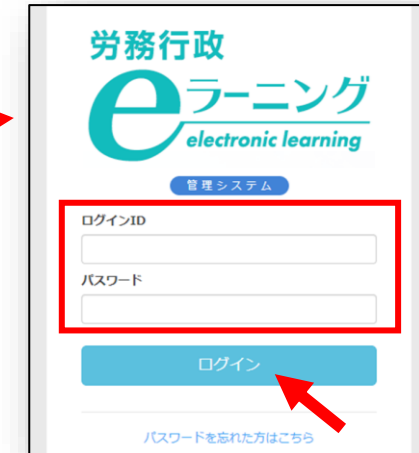 労務行政
eラーニング
electronic learning
管理システム
ログインID
パスワード
ログイン
パスワードを忘れた方はこちら